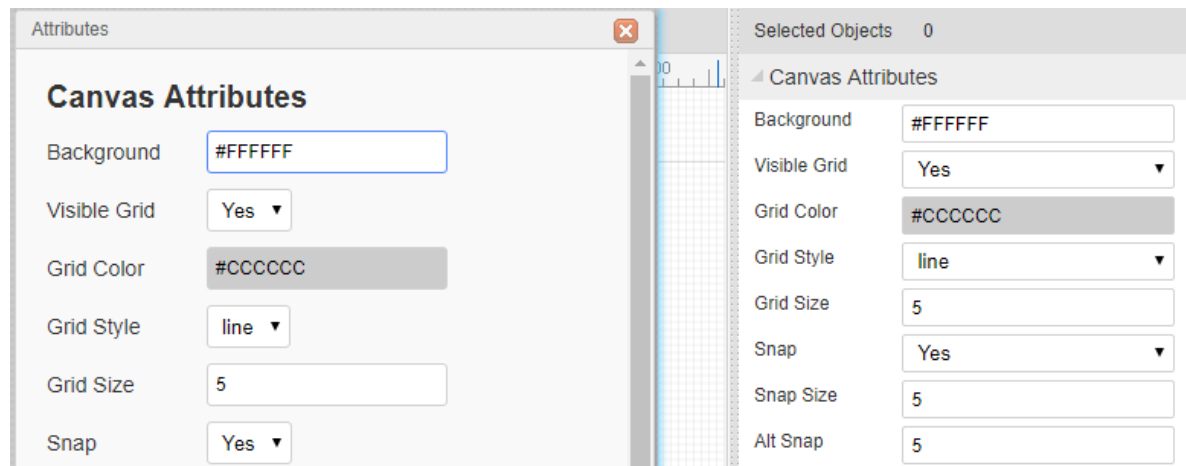 Attributes
Canvas Attributes
Background #FFFFFF
Visible Grid Yes
Grid Color #CCCCCC
Grid Style line
Grid Size 5
Snap Yes
Selected Objects 0
Canvas Attributes
Background #FFFFFF
Visible Grid Yes
Grid Color #CCCCCC
Grid Style line
Grid Size 5
Snap Yes
Snap Size 5
Alt Snap 5